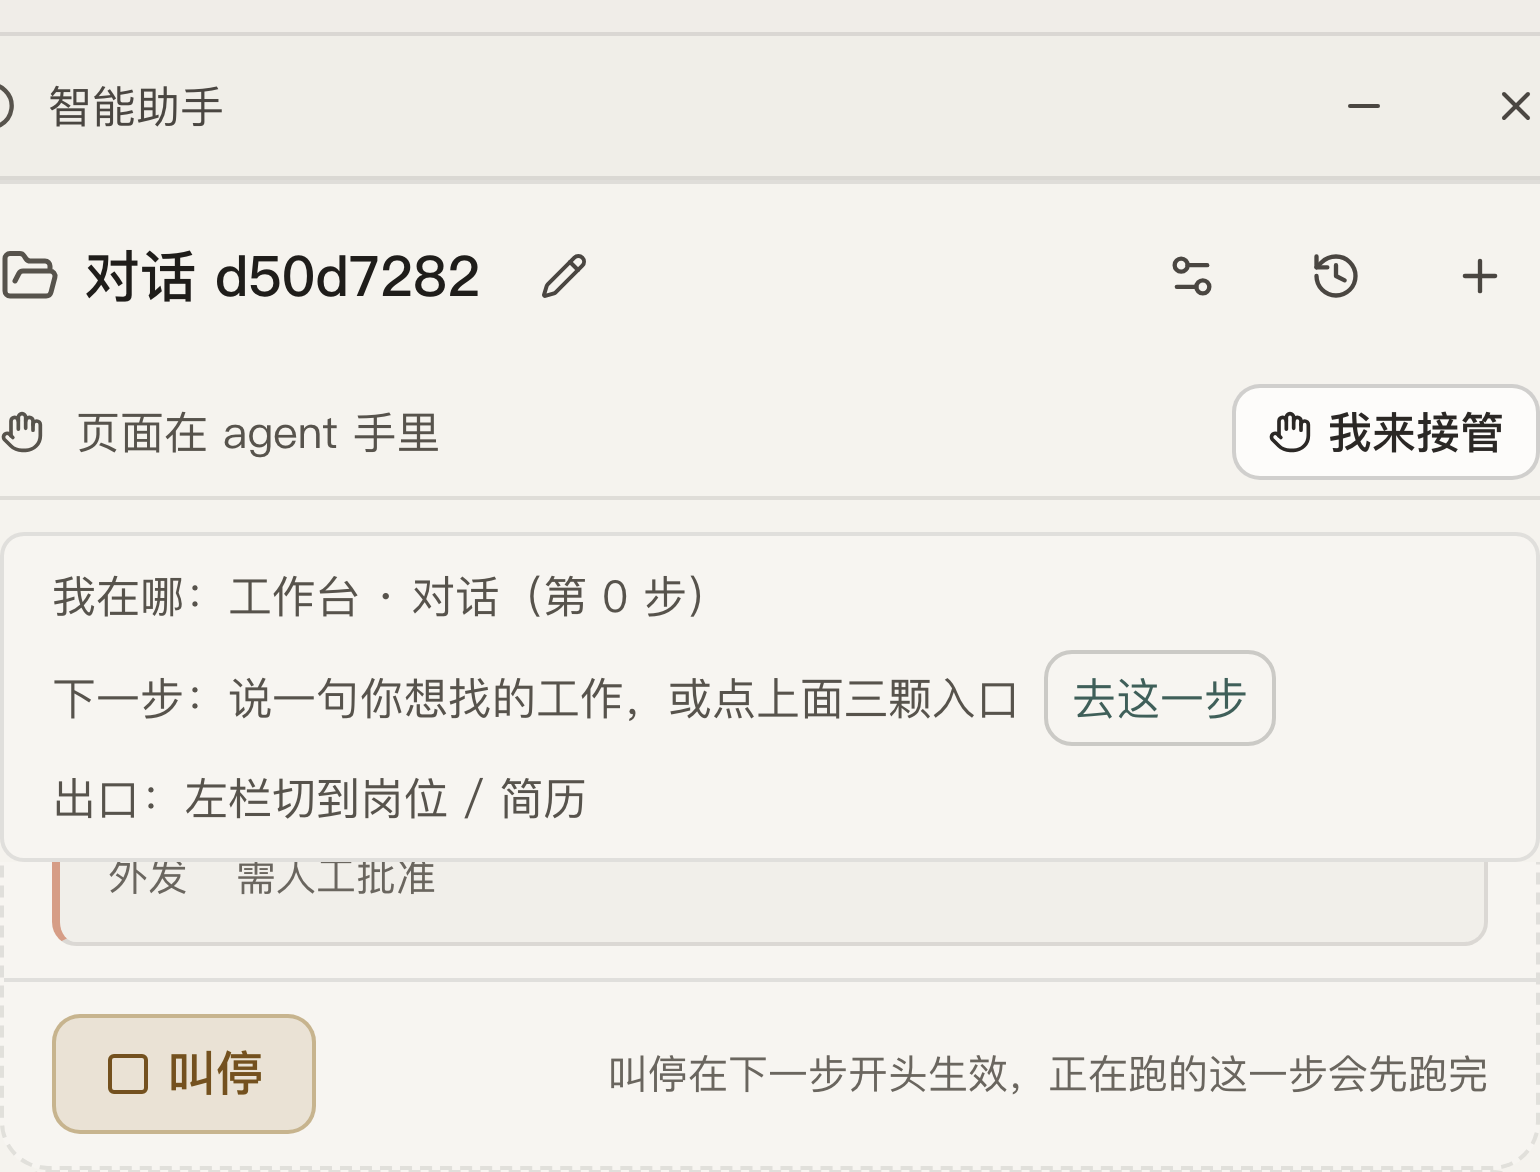 智能助手
对话 d50d7282
页面在 agent 手里
我来接管
我在哪：工作台 · 对话（第 0 步）
下一步：说一句你想找的工作，或点上面三颗入口 去这一步
出口：左栏切到岗位 / 简历
外发 需人工批准
叫停
叫停在下一步开头生效，正在跑的这一步会先跑完